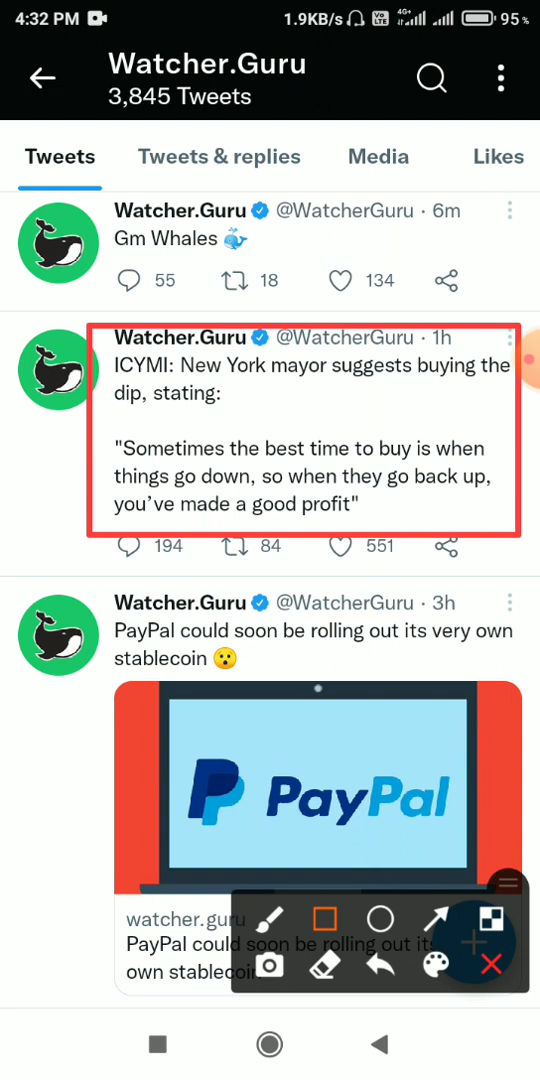 4:32 PM 1.9KB/s Vo LTE 4G+ 95%
Watcher.Guru
3,845 Tweets
Tweets Tweets & replies Media Likes
Watcher.Guru @WatcherGuru · 6m
Gm Whales 🐳
55 18 134
Watcher.Guru @WatcherGuru · 1h
ICYMI: New York mayor suggests buying the
dip, stating:
"Sometimes the best time to buy is when
things go down, so when they go back up,
you’ve made a good profit"
194 84 551
Watcher.Guru @WatcherGuru · 3h
PayPal could soon be rolling out its very own
stablecoin 😮
PayPal
watcher.guru
PayPal could soon be rolling out its
own stablecoin